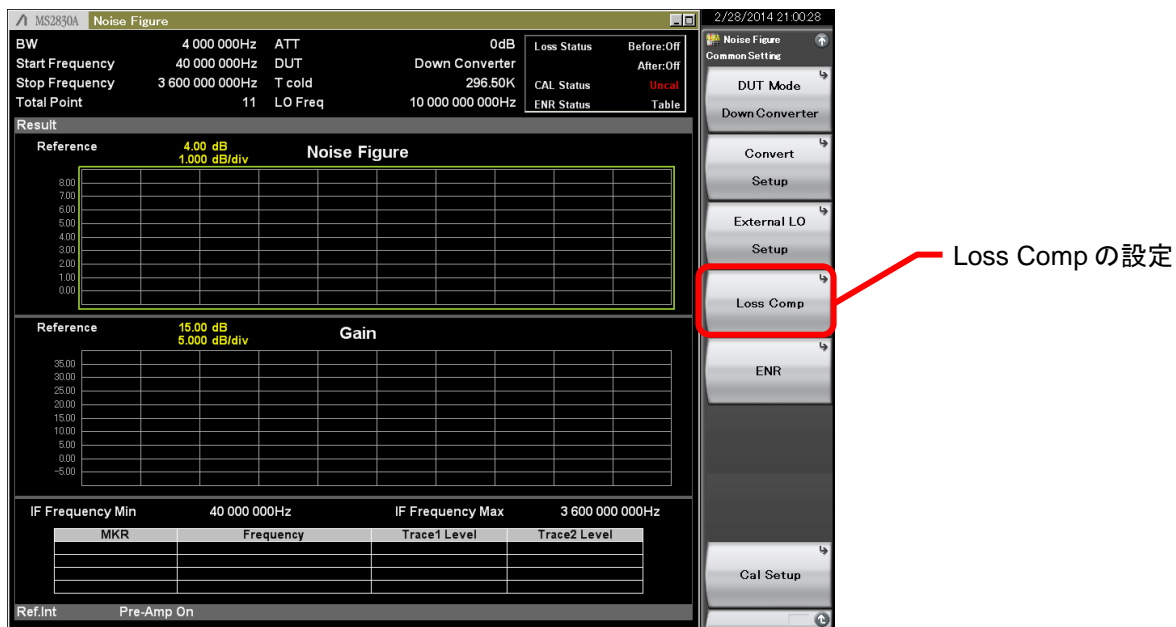 MS2830A Noise Figure
2/28/2014 21:00:28
BW 4 000 000Hz ATT 0dB
Start Frequency 40 000 000Hz DUT Down Converter
Stop Frequency 3 600 000 000Hz T cold 296.50K
Total Point 11 LO Freq 10 000 000 000Hz
Loss Status Before:Off
After:Off
CAL Status Uncal
ENR Status Table
Result
Reference 4.00 dB
1.000 dB/div
Noise Figure
8.00
7.00
6.00
5.00
4.00
3.00
2.00
1.00
0.00
Reference 15.00 dB
5.000 dB/div
Gain
35.00
30.00
25.00
20.00
15.00
10.00
5.00
0.00
-5.00
IF Frequency Min 40 000 000Hz IF Frequency Max 3 600 000 000Hz
MKR Frequency Trace1 Level Trace2 Level
Ref.Int Pre-Amp On
Noise Figure
Common Setting
DUT Mode
Down Converter
Convert
Setup
External LO
Setup
Loss Comp
ENR
Cal Setup
Loss Comp の設定